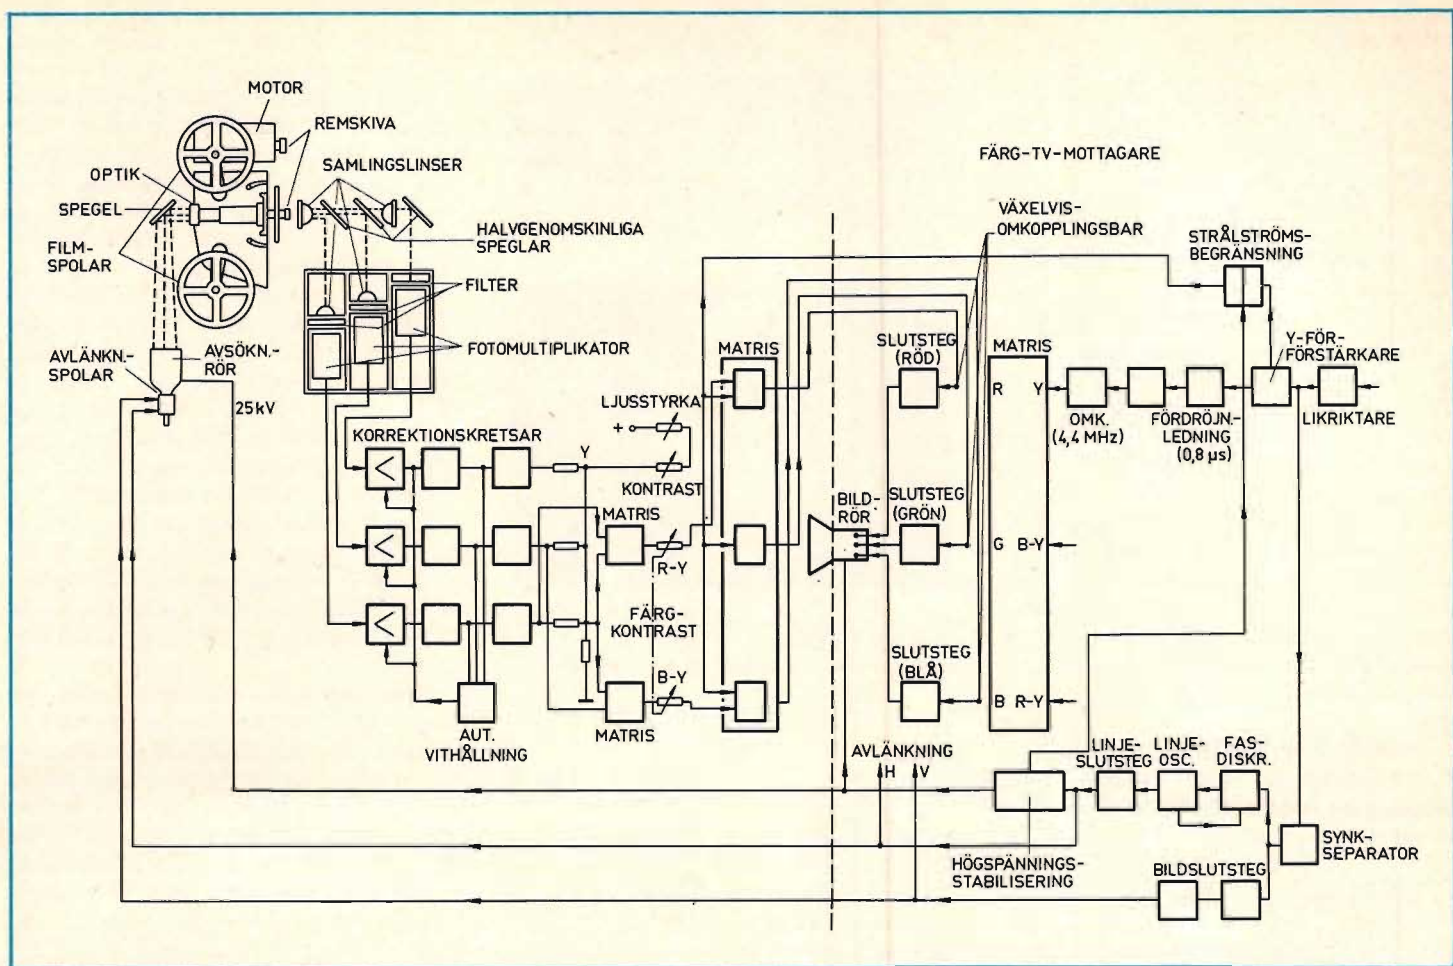 MOTOR
REMSKIVA
OPTIK
SAMLINGSLINSER
SPEGEL
HALVGENOMSKINLIGA
SPEGLAR
FILM-
SPOLAR
FILTER
FOTOMULTIPLIKATOR
AVLÄNKN.-
SPOLAR
AVSÖKN.-
RÖR
25kV
KORREKTIONSKRETSAR
Y
LJUSSTYRKA
+
KONTRAST
MATRIS
R-Y
FÄRG-
KONTRAST
B-Y
MATRIS
AUT.
VITHÅLLNING
MATRIS
FÄRG-TV-MOTTAGARE
VÄXELVIS-
OMKOPPLINGSBAR
STRÅLSTRÖMS-
BEGRÄNSNING
SLUTSTEG
(RÖD)
MATRIS
Y-FÖR-
FÖRSTÄRKARE
R Y
OMK.
(4,4 MHz)
FÖRDRÖJN.-
LEDNING
(0,8 µs)
LIKRIKTARE
BILD-
RÖR
SLUTSTEG
(GRÖN)
G B-Y
SLUTSTEG
(BLÅ)
B R-Y
AVLÄNKNING
H V
LINJE-
SLUTSTEG
LINJE-
OSC.
FAS-
DISKR.
SYNK-
SEPARATOR
HÖGSPÄNNINGS-
STABILISERING
BILDSLUTSTEG